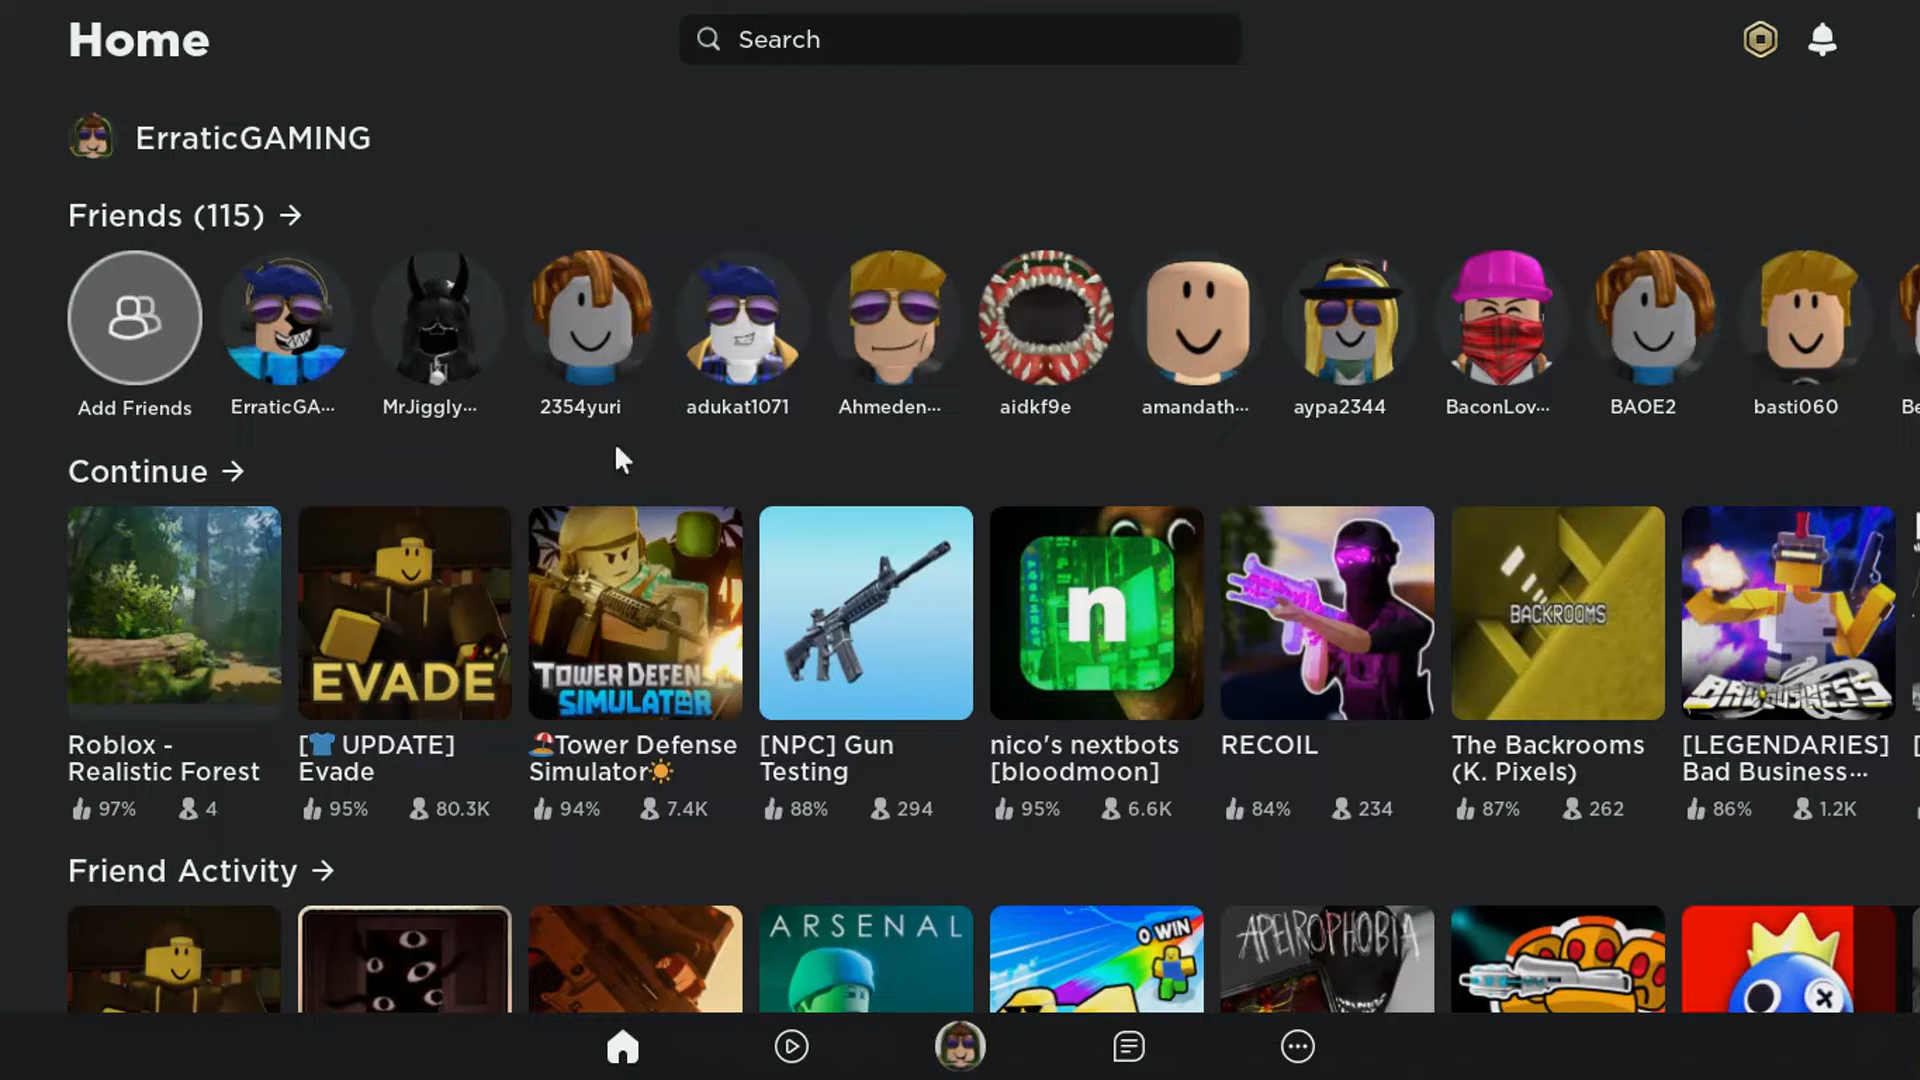 Home
Search
ErraticGAMING
Friends (115) →
Add Friends
ErraticGA...
MrJiggly...
2354yuri
adukat1071
Ahmeden...
aidkf9e
amandath...
aypa2344
BaconLov...
BAOE2
basti060
Be
Continue →
EVADE
TOWER DEFENSE
SIMULATOR
n
BACKROOMS
BAD BUSINESS
Roblox -
Realistic Forest
[👕 UPDATE]
Evade
🏖️Tower Defense
Simulator☀️
[NPC] Gun
Testing
nico's nextbots
[bloodmoon]
RECOIL
The Backrooms
(K. Pixels)
[LEGENDARIES]
Bad Business...
97% 4
95% 80.3K
94% 7.4K
88% 294
95% 6.6K
84% 234
87% 262
86% 1.2K
Friend Activity →
ARSENAL
0 WIN
APEIROPHOBIA